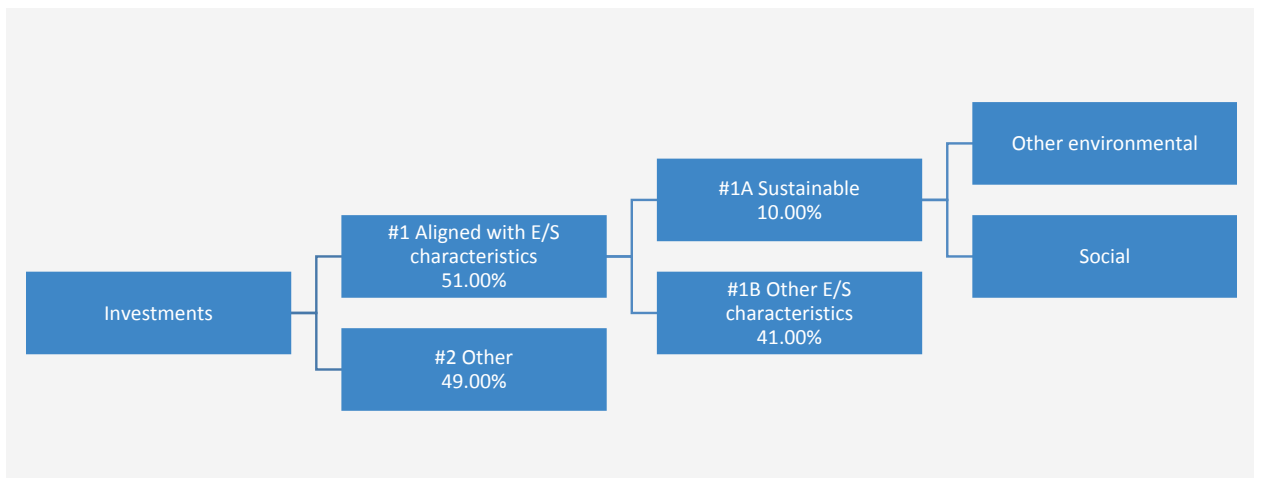 Investments
#1 Aligned with E/S
characteristics
51.00%
#2 Other
49.00%
#1A Sustainable
10.00%
#1B Other E/S
characteristics
41.00%
Other environmental
Social